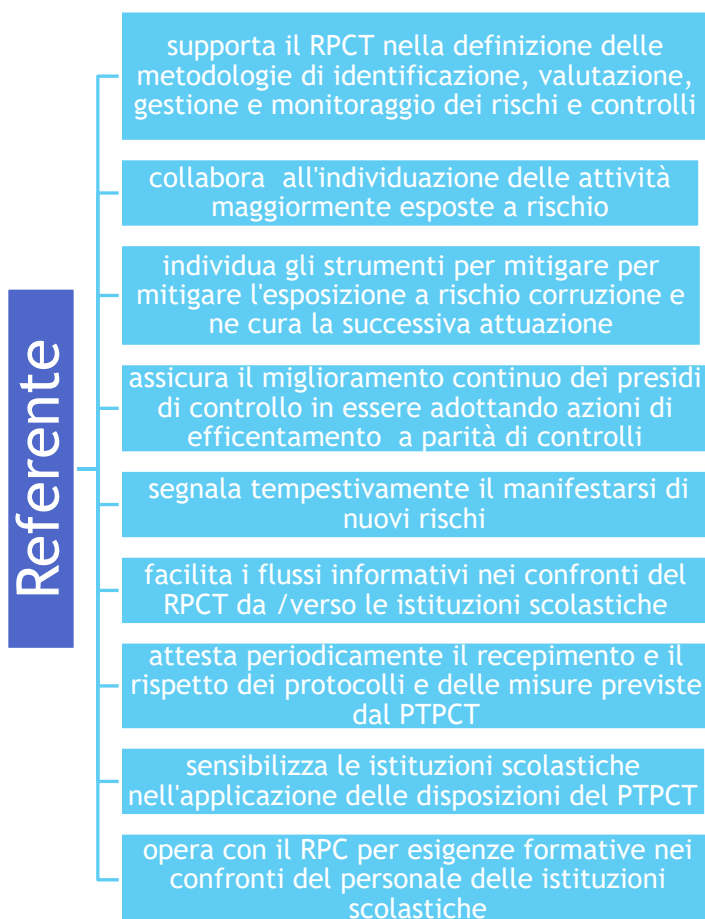 Referente
supporta il RPCT nella definizione delle
metodologie di identificazione, valutazione,
gestione e monitoraggio dei rischi e controlli
collabora  all'individuazione delle attività
maggiormente esposte a rischio
individua gli strumenti per mitigare per
mitigare l'esposizione a rischio corruzione e
ne cura la successiva attuazione
assicura il miglioramento continuo dei presidi
di controllo in essere adottando azioni di
efficentamento  a parità di controlli
segnala tempestivamente il manifestarsi di
nuovi rischi
facilita i flussi informativi nei confronti del
RPCT da /verso le istituzioni scolastiche
attesta periodicamente il recepimento e il
rispetto dei protocolli e delle misure previste
dal PTPCT
sensibilizza le istituzioni scolastiche
nell'applicazione delle disposizioni del PTPCT
opera con il RPC per esigenze formative nei
confronti del personale delle istituzioni
scolastiche